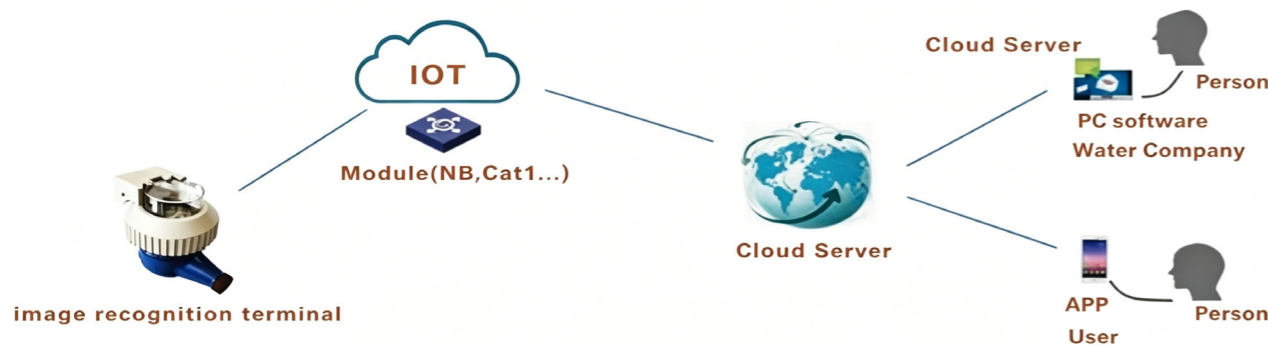 IOT
Module(NB,Cat1...)
image recognition terminal
Cloud Server
Cloud Server
Person
PC software
Water Company
APP
User
Person